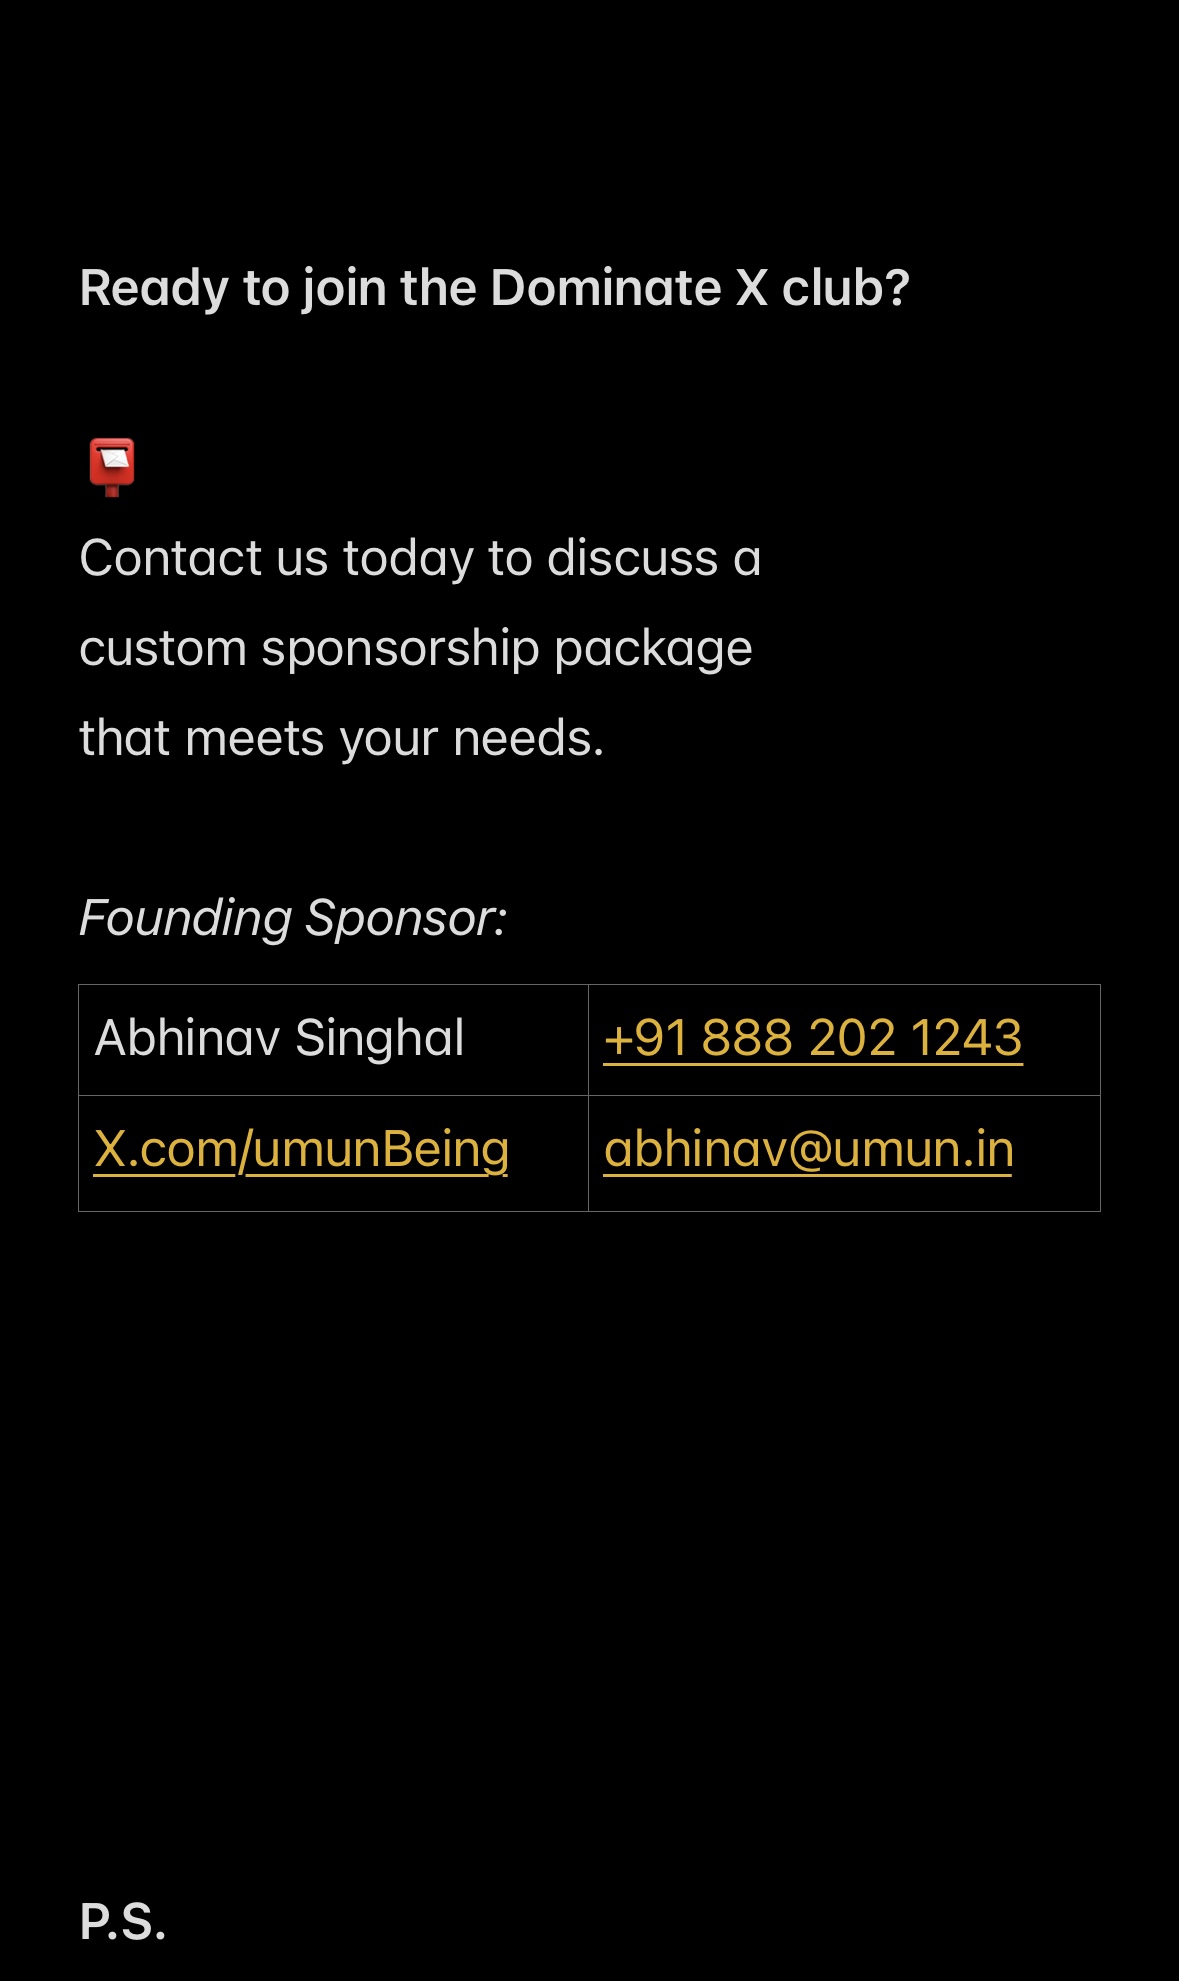 Ready to join the Dominate X club?
📮
Contact us today to discuss a
custom sponsorship package
that meets your needs.
Founding Sponsor:
Abhinav Singhal +91 888 202 1243
X.com/umunBeing abhinav@umun.in
P.S.